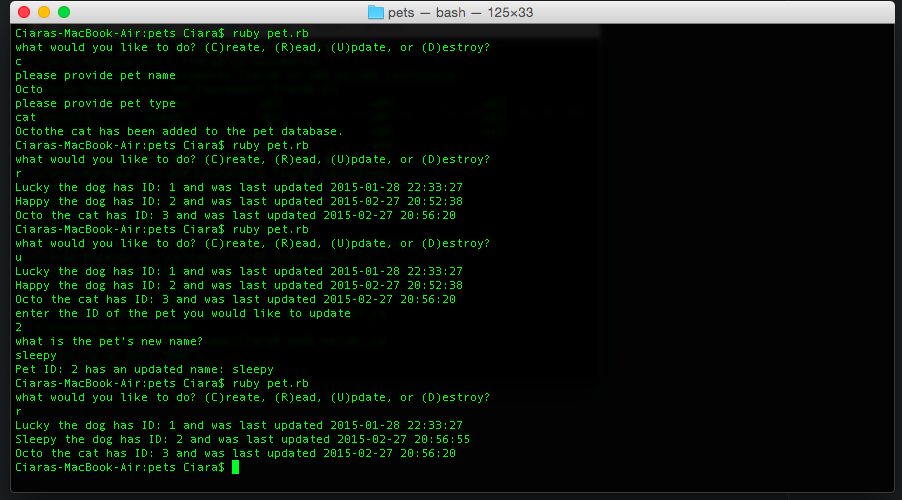 pets — bash — 125×33
Ciaras-MacBook-Air:pets Ciara$ ruby pet.rb
what would you like to do? (C)reate, (R)ead, (U)pdate, or (D)estroy?
c
please provide pet name
Octo
please provide pet type
cat
Octothe cat has been added to the pet database.
Ciaras-MacBook-Air:pets Ciara$ ruby pet.rb
what would you like to do? (C)reate, (R)ead, (U)pdate, or (D)estroy?
r
Lucky the dog has ID: 1 and was last updated 2015-01-28 22:33:27
Happy the dog has ID: 2 and was last updated 2015-02-27 20:52:38
Octo the cat has ID: 3 and was last updated 2015-02-27 20:56:20
Ciaras-MacBook-Air:pets Ciara$ ruby pet.rb
what would you like to do? (C)reate, (R)ead, (U)pdate, or (D)estroy?
u
Lucky the dog has ID: 1 and was last updated 2015-01-28 22:33:27
Happy the dog has ID: 2 and was last updated 2015-02-27 20:52:38
Octo the cat has ID: 3 and was last updated 2015-02-27 20:56:20
enter the ID of the pet you would like to update
2
what is the pet's new name?
sleepy
Pet ID: 2 has an updated name: sleepy
Ciaras-MacBook-Air:pets Ciara$ ruby pet.rb
what would you like to do? (C)reate, (R)ead, (U)pdate, or (D)estroy?
r
Lucky the dog has ID: 1 and was last updated 2015-01-28 22:33:27
Sleepy the dog has ID: 2 and was last updated 2015-02-27 20:56:55
Octo the cat has ID: 3 and was last updated 2015-02-27 20:56:20
Ciaras-MacBook-Air:pets Ciara$